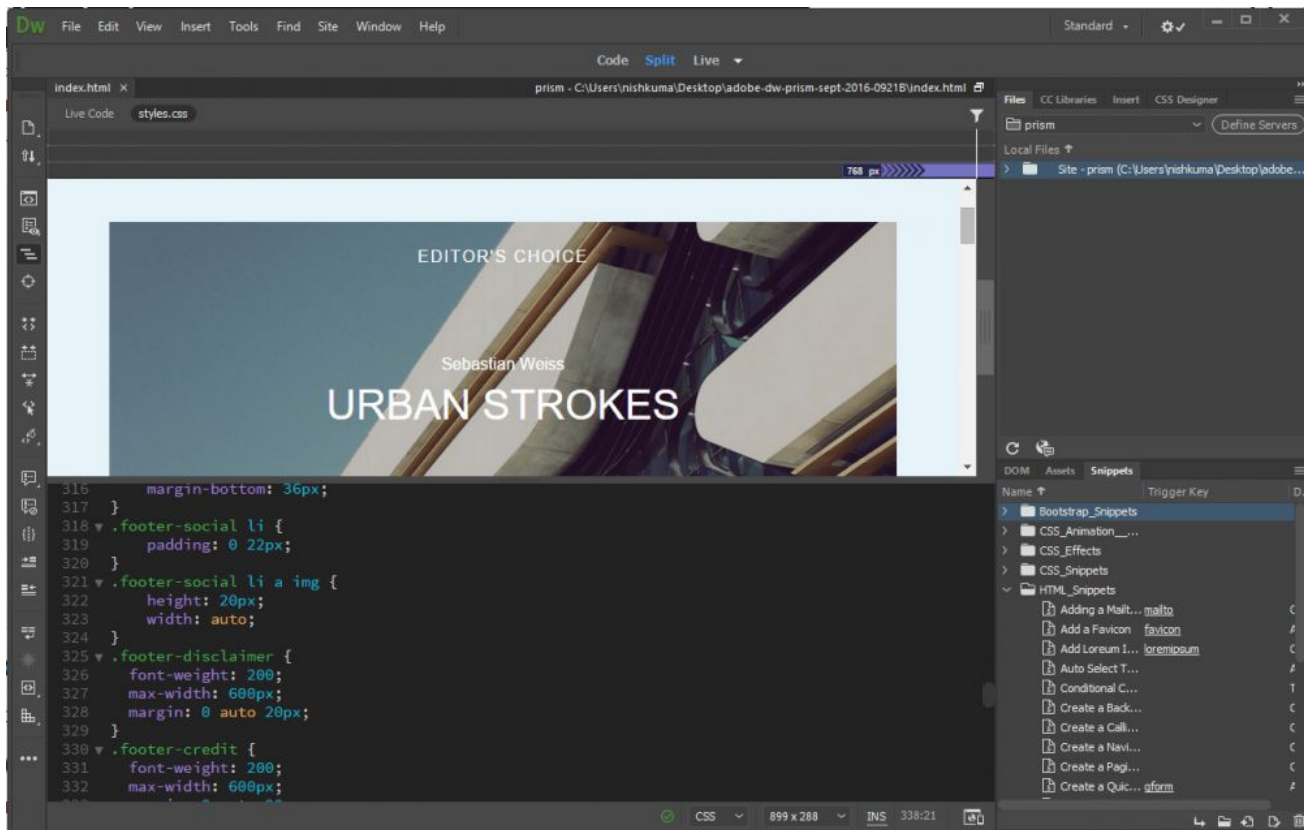 Dw File Edit View Insert Tools Find Site Window Help Standard
Code Split Live
index.html × prism - C:\Users\nishkuma\Desktop\adobe-dw-prism-sept-2016-0921B\index.html
Live Code styles.css
768 px
EDITOR'S CHOICE
Sebastian Weiss
URBAN STROKES
316 margin-bottom: 36px;
317 }
318 .footer-social li {
319 padding: 0 22px;
320 }
321 .footer-social li a img {
322 height: 20px;
323 width: auto;
324 }
325 .footer-disclaimer {
326 font-weight: 200;
327 max-width: 600px;
328 margin: 0 auto 20px;
329 }
330 .footer-credit {
331 font-weight: 200;
332 max-width: 600px;
CSS 899 x 288 INS 338:21
Files CC Libraries Insert CSS Designer
prism Define Servers
Local Files
Site - prism (C:\Users\nishkuma\Desktop\adobe...
DOM Assets Snippets
Name Trigger Key D.
Bootstrap_Snippets
CSS_Animation__...
CSS_Effects
CSS_Snippets
HTML_Snippets
Adding a Mailt... mailto
Add a Favicon favicon
Add Loreum I... loremipsum
Auto Select T...
Conditional C...
Create a Back...
Create a Calli...
Create a Navi...
Create a Pagi...
Create a Quic... qform